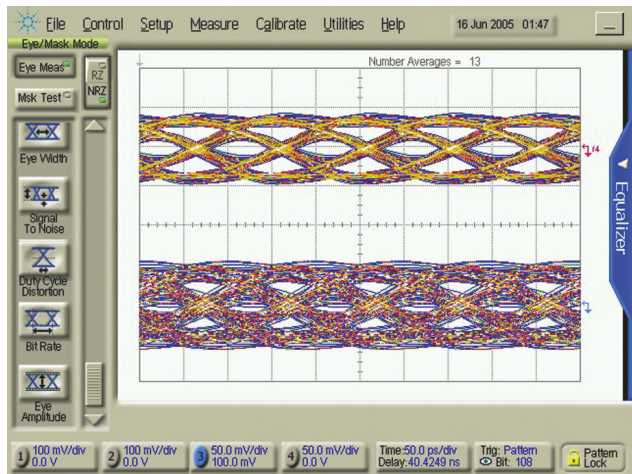 File Control Setup Measure Calibrate Utilities Help 16 Jun 2005 01:47
Eye/Mask Mode
Eye Meas
RZ
NRZ
Msk Test
Number Averages = 13
Eye Width
Signal
To Noise
Duty Cycle
Distortion
Bit Rate
Eye
Amplitude
f4
Equalizer
1 100 mV/div
0.0 V
2 100 mV/div
0.0 V
3 50.0 mV/div
100.0 mV
4 50.0 mV/div
0.0 V
Time:50.0 ps/div
Delay:40.4249 ns
Trig: Pattern
Bit: 108
Pattern
Lock